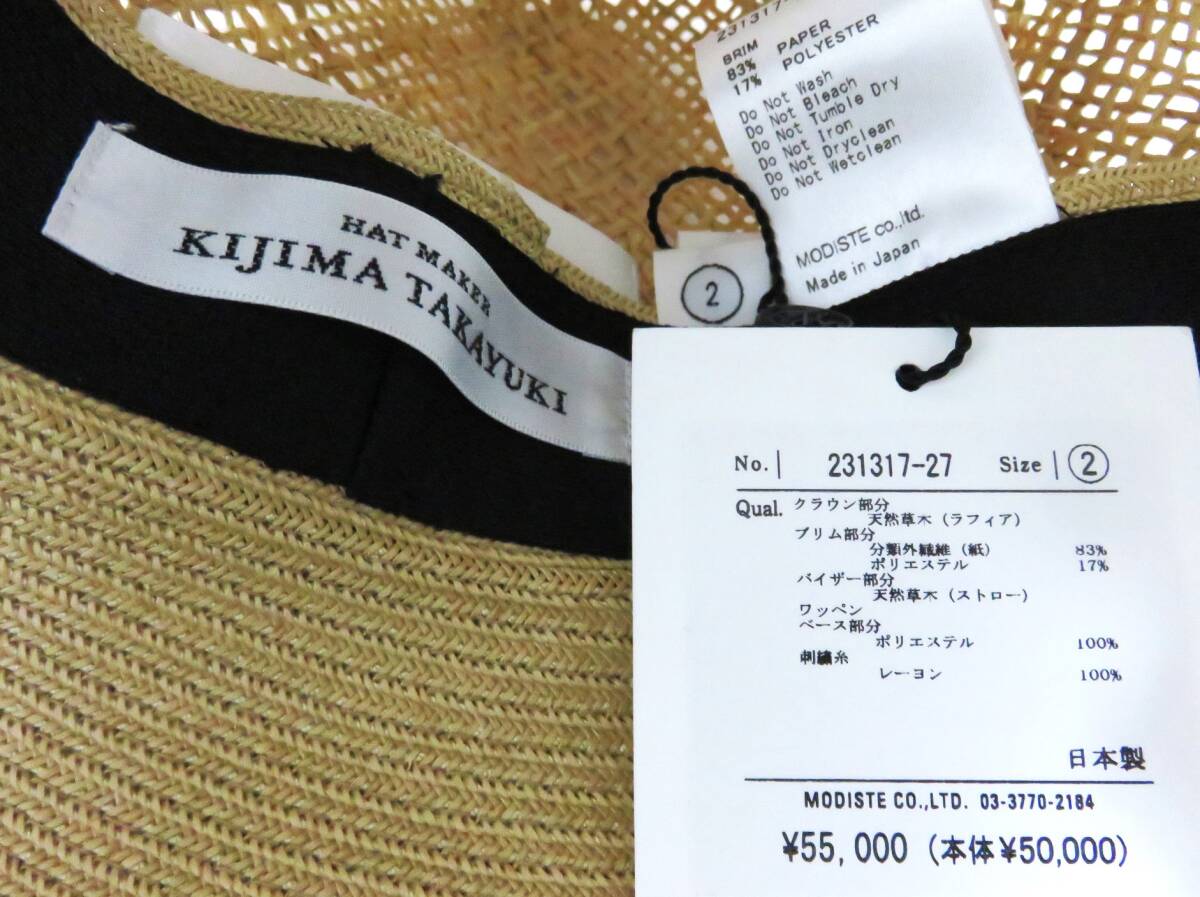 HAT MAKER
KIJIMA TAKAYUKI
231317-
BRIM
83% PAPER
17% POLYESTER
Do Not Wash
Do Not Bleach
Do Not Tumble Dry
Do Not Iron
Do Not Dryclean
Do Not Wetclean
MODISTE co.,ltd.
Made in Japan
2
No. 231317-27 Size 2
Qual. クラウン部分
天然草木 (ラフィア)
ブリム部分
分類外繊維 (紙) 83%
ポリエステル 17%
バイザー部分
天然草木 (ストロー)
ワッペン
ベース部分
ポリエステル 100%
刺繍糸
レーヨン 100%
日本製
MODISTE CO.,LTD. 03-3770-2184
¥55,000 (本体¥50,000)